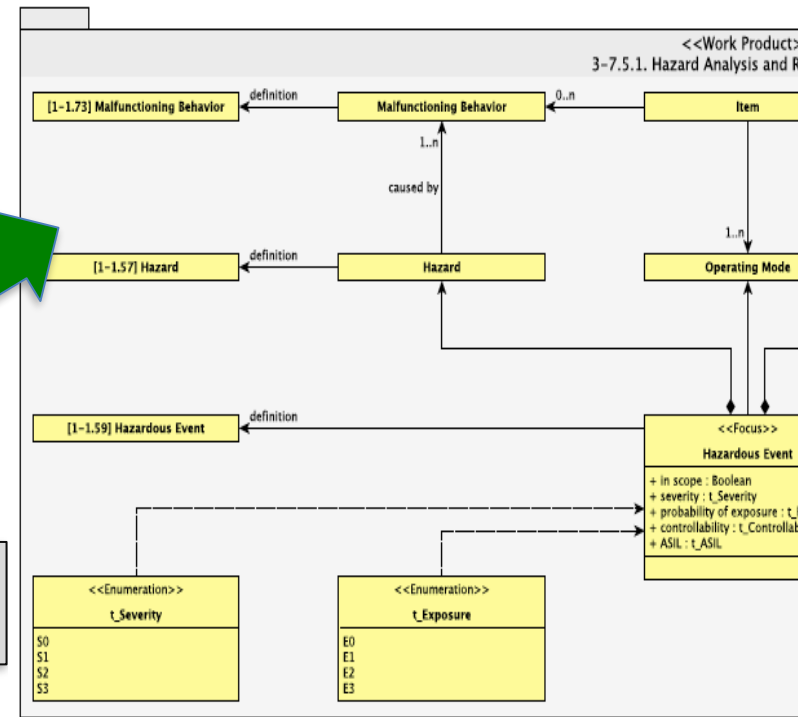 <<Work Product>
3-7.5.1. Hazard Analysis and R
[1-1.73] Malfunctioning Behavior
definition
Malfunctioning Behavior
0..n
Item
1..n
caused by
1..n
[1-1.57] Hazard
definition
Hazard
Operating Mode
[1-1.59] Hazardous Event
definition
<<Focus>>
Hazardous Event
+ in scope : Boolean
+ severity : t_Severity
+ probability of exposure : t_
+ controllability : t_Controllab
+ ASIL : t_ASIL
<<Enumeration>>
t_Severity
S0
S1
S2
S3
<<Enumeration>>
t_Exposure
E0
E1
E2
E3